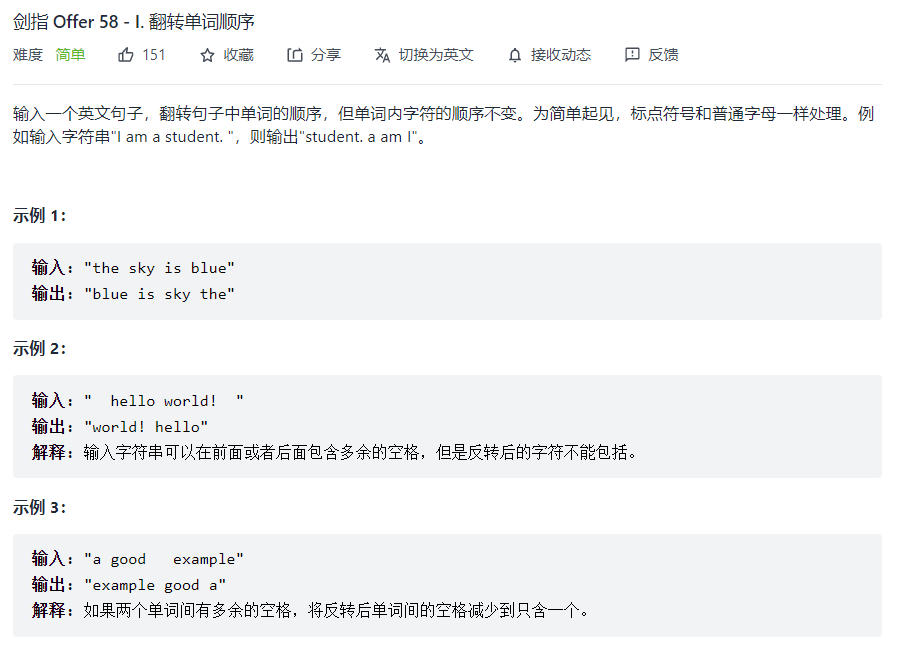 剑指 Offer 58 - I. 翻转单词顺序
难度 简单 151 收藏 分享 切换为英文 接收动态 反馈
输入一个英文句子，翻转句子中单词的顺序，但单词内字符的顺序不变。为简单起见，标点符号和普通字母一样处理。例
如输入字符串"I am a student. "，则输出"student. a am I"。
示例 1：
输入："the sky is blue"
输出："blue is sky the"
示例 2：
输入："  hello world!  "
输出："world! hello"
解释：输入字符串可以在前面或者后面包含多余的空格，但是反转后的字符不能包括。
示例 3：
输入："a good   example"
输出："example good a"
解释：如果两个单词间有多余的空格，将反转后单词间的空格减少到只含一个。